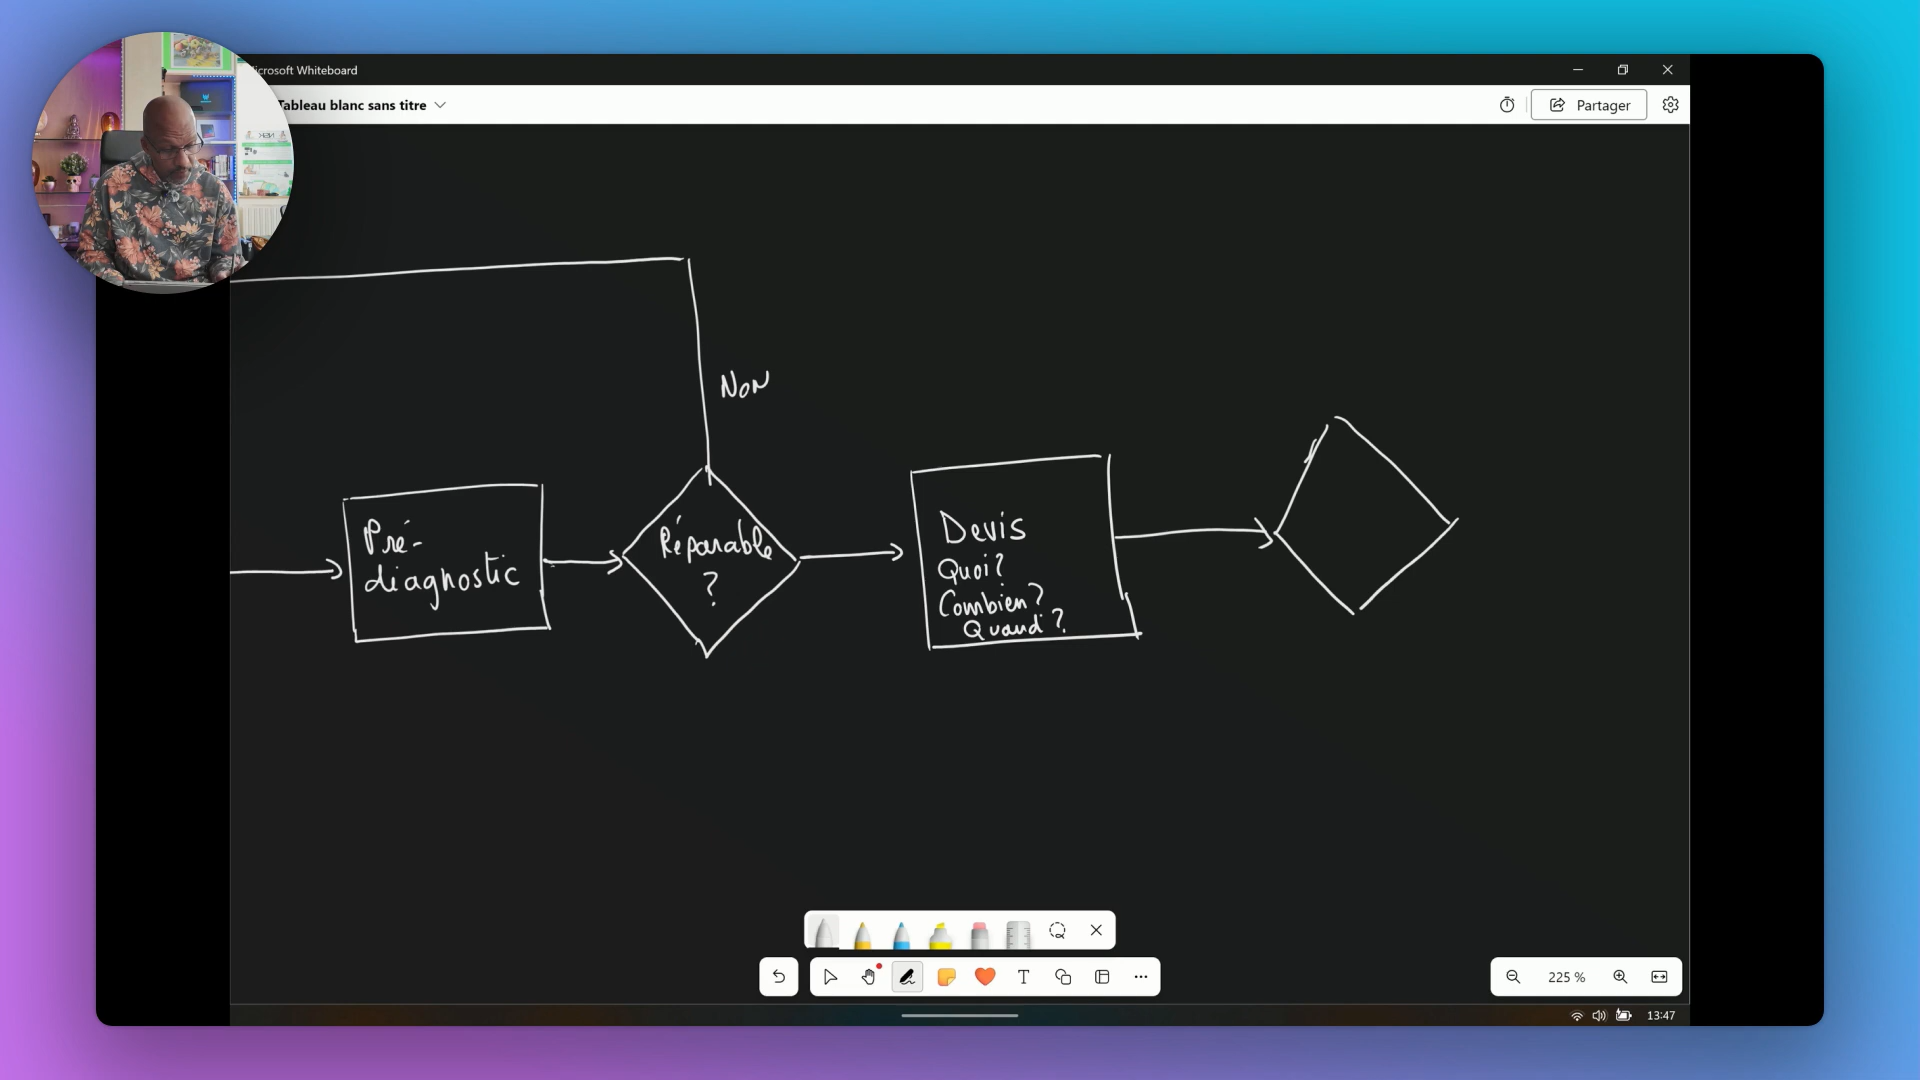 Microsoft Whiteboard
Tableau blanc sans titre
Partager
Non
Pré-
diagnostic
Réparable
?
Devis
Quoi?
Combien?
Quand?
225 %
13:47